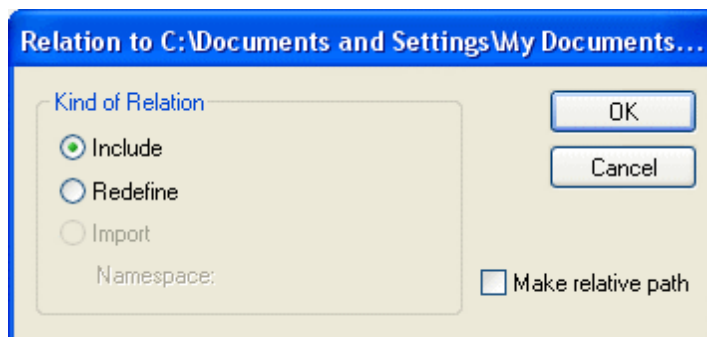 Relation to C:\Documents and Settings\My Documents...
Kind of Relation
Include
Redefine
Import
Namespace:
OK
Cancel
Make relative path